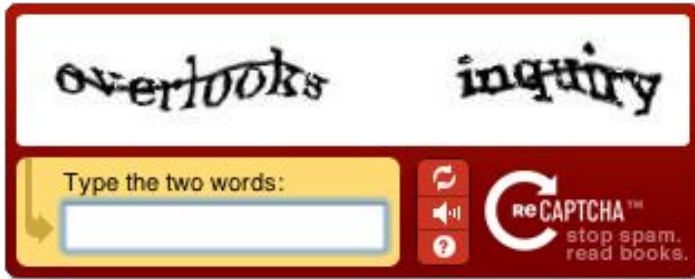 overlooks inquiry
Type the two words:
ReCAPTCHA™
stop spam.
read books.